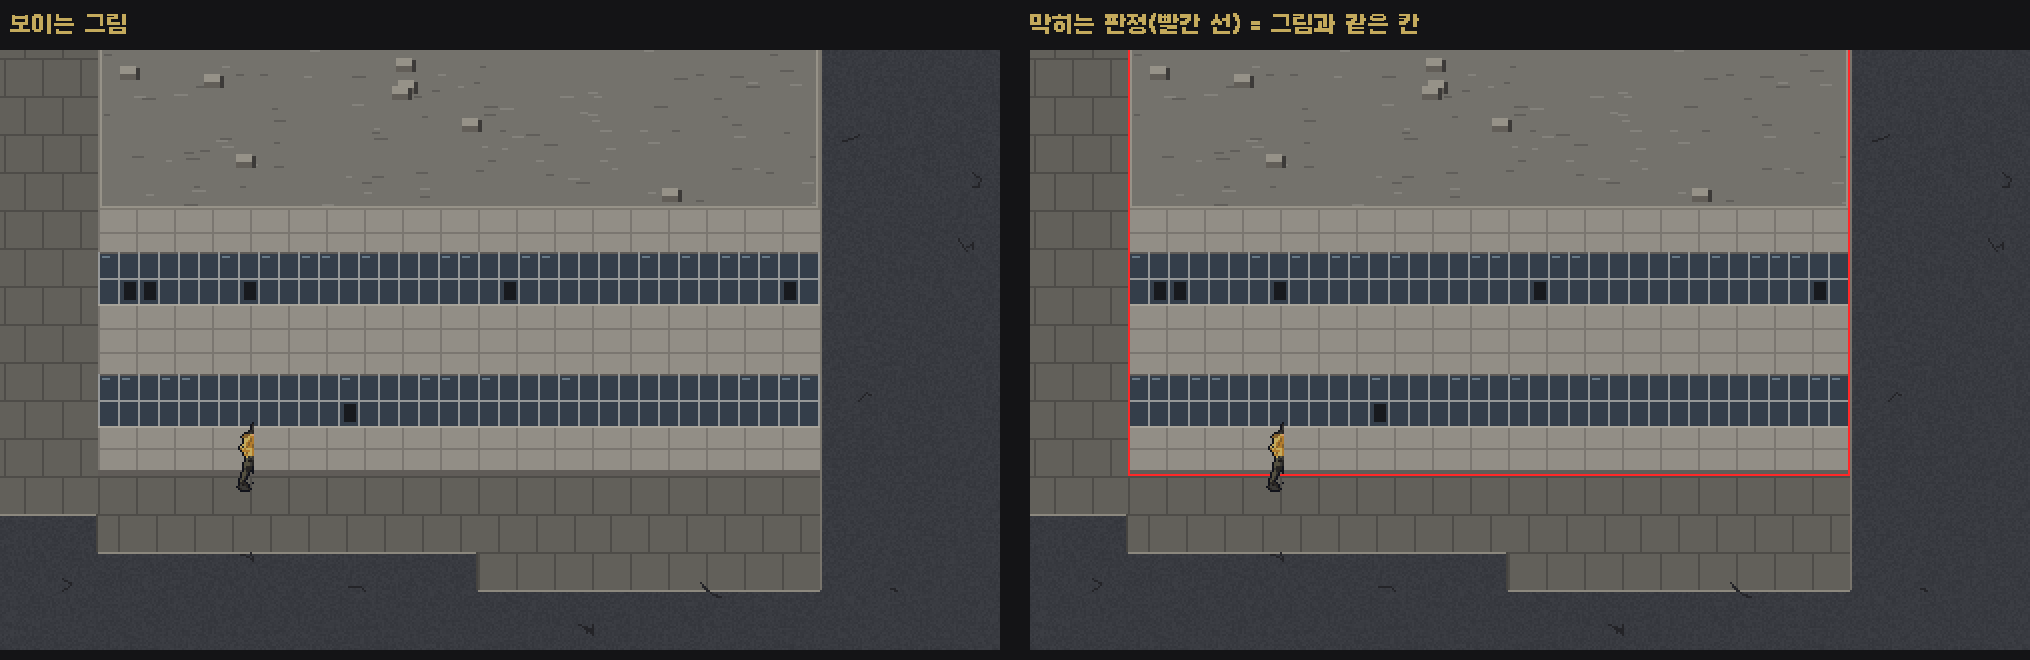 보이는 그림
막히는 판정(빨간 선) = 그림과 같은 칸